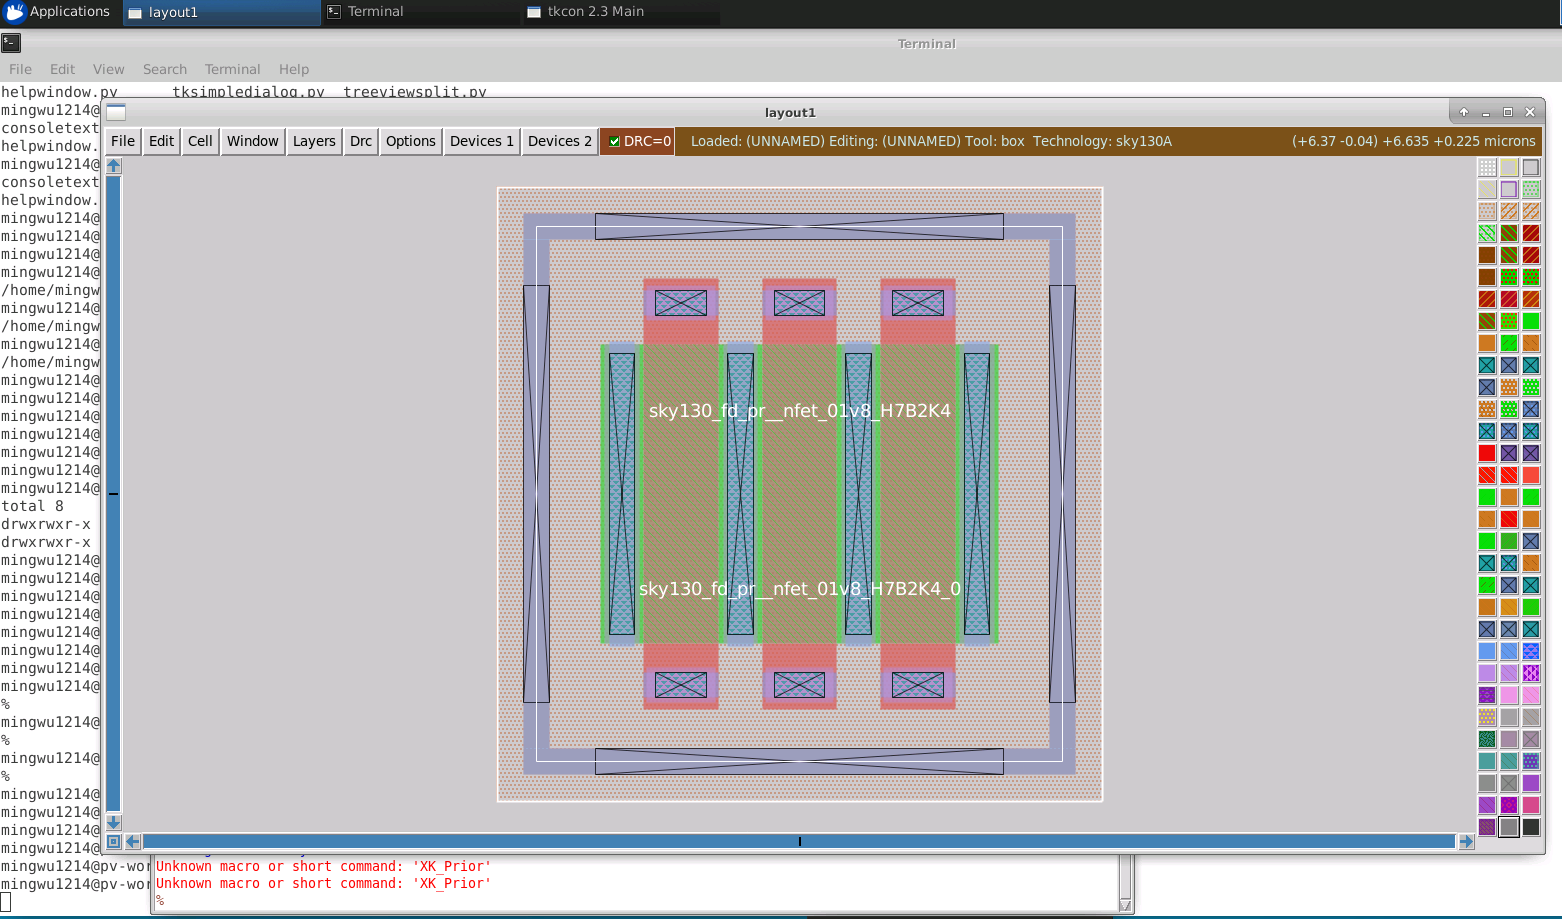 Applications layout1 Terminal tkcon 2.3 Main
Terminal
File Edit View Search Terminal Help
helpwindow.py tksimpledialog.py treeviewsplit.py
mingwu1214@
layout1
consoletext
File Edit Cell Window Layers Drc Options Devices 1 Devices 2 DRC=0 Loaded: (UNNAMED) Editing: (UNNAMED) Tool: box Technology: sky130A (+6.37 -0.04) +6.635 +0.225 microns
helpwindow.
mingwu1214@
consoletext
helpwindow.
mingwu1214@
mingwu1214@
mingwu1214@
mingwu1214@
/home/mingw
mingwu1214@
/home/mingw
mingwu1214@
/home/mingw
mingwu1214@
mingwu1214@
sky130_fd_pr__nfet_01v8_H7B2K4
mingwu1214@
mingwu1214@
mingwu1214@
mingwu1214@
mingwu1214@
total 8
drwxrwxr-x
drwxrwxr-x
mingwu1214@
mingwu1214@
sky130_fd_pr__nfet_01v8_H7B2K4_0
mingwu1214@
mingwu1214@
mingwu1214@
mingwu1214@
mingwu1214@
mingwu1214@
%
mingwu1214@
%
mingwu1214@
%
mingwu1214@
mingwu1214@
mingwu1214@
mingwu1214@
mingwu1214@pv-wor
Unknown macro or short command: 'XK_Prior'
mingwu1214@pv-wor
Unknown macro or short command: 'XK_Prior'
%